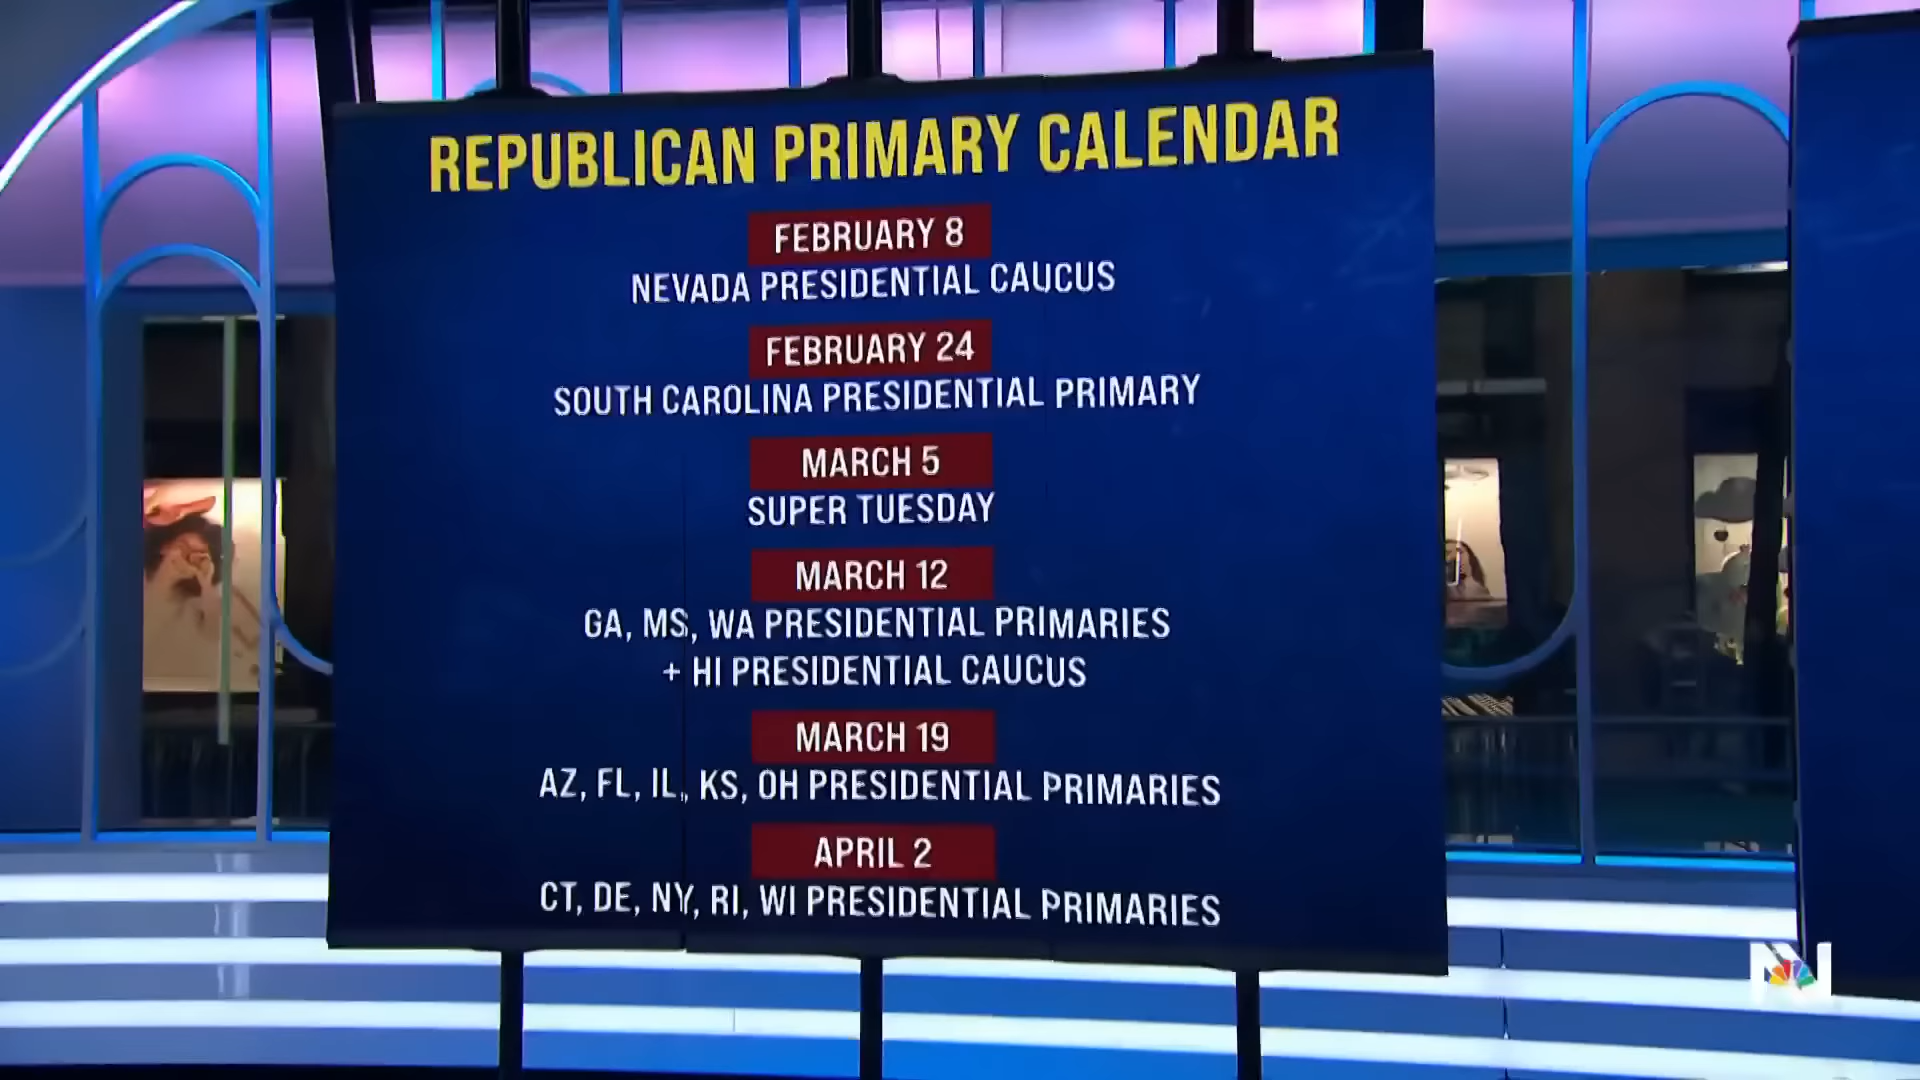 REPUBLICAN PRIMARY CALENDAR
FEBRUARY 8
NEVADA PRESIDENTIAL CAUCUS
FEBRUARY 24
SOUTH CAROLINA PRESIDENTIAL PRIMARY
MARCH 5
SUPER TUESDAY
MARCH 12
GA, MS, WA PRESIDENTIAL PRIMARIES
+ HI PRESIDENTIAL CAUCUS
MARCH 19
AZ, FL, IL, KS, OH PRESIDENTIAL PRIMARIES
APRIL 2
CT, DE, NY, RI, WI PRESIDENTIAL PRIMARIES
N